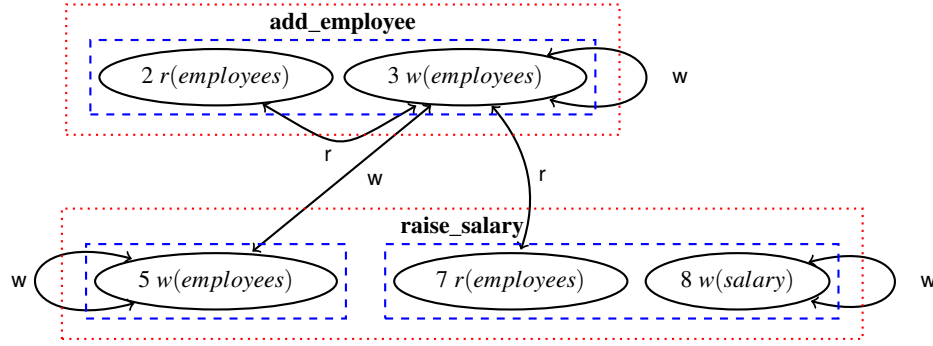 add_employee
2 r(employees)
3 w(employees)
w
r
w
r
raise_salary
w
5 w(employees)
7 r(employees)
8 w(salary)
w